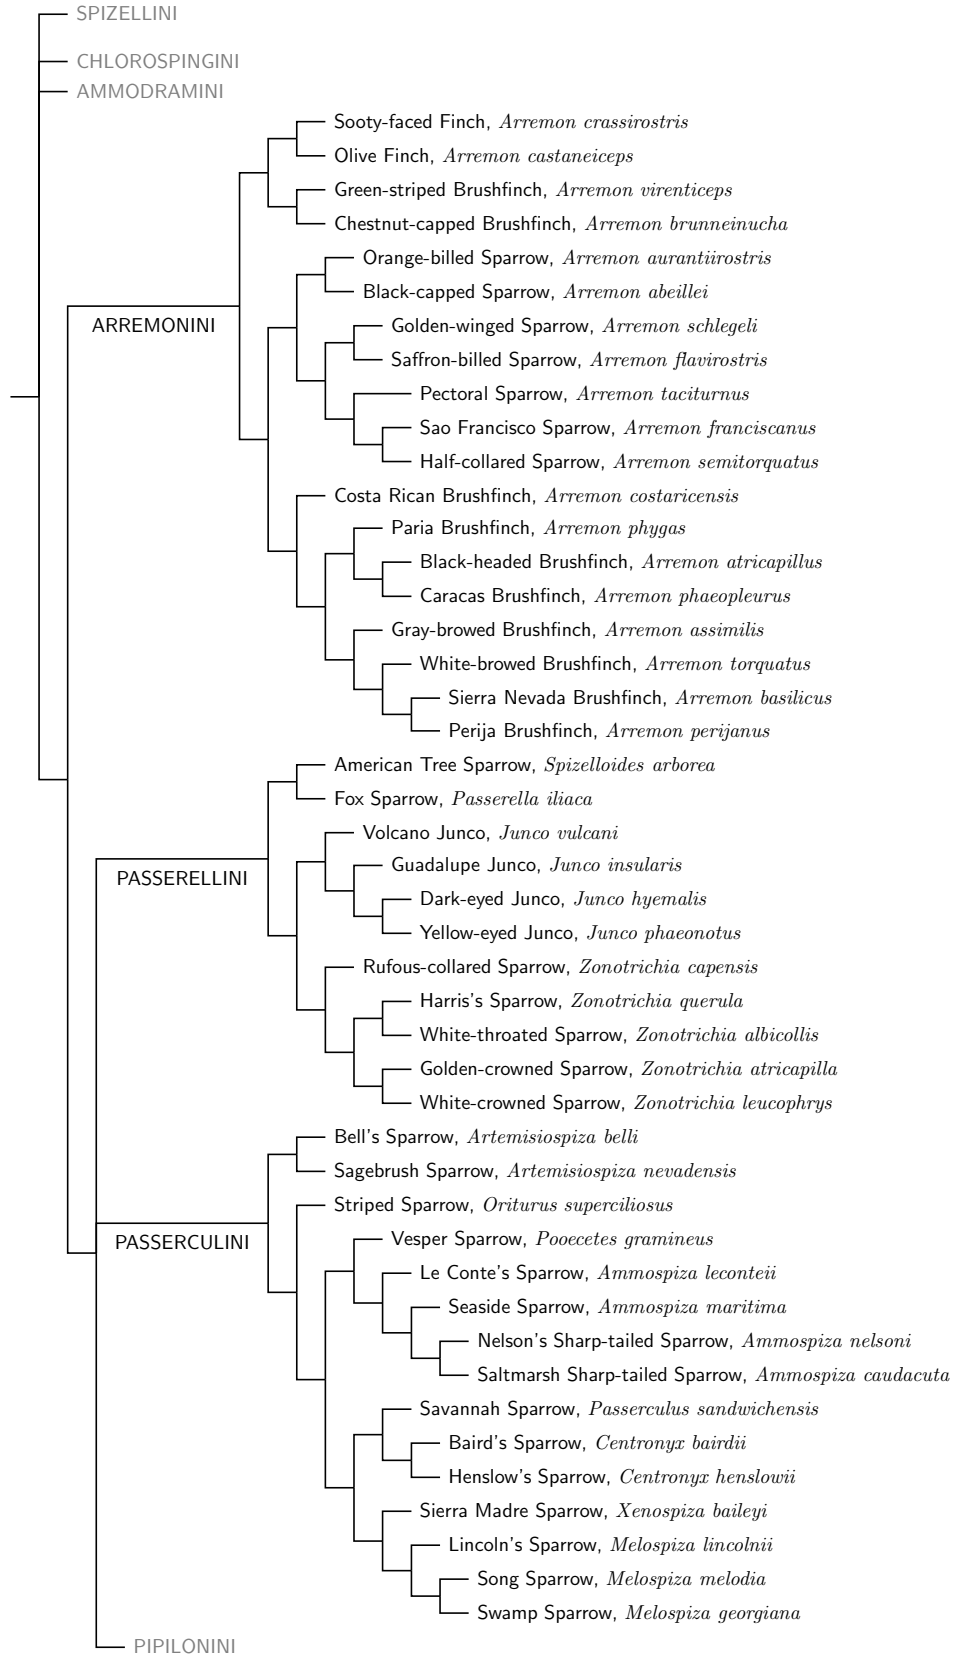 SPIZELLINI
CHLOROSPINGINI
AMMODRAMINI
Sooty-faced Finch, Arremon crassirostris
Olive Finch, Arremon castaneiceps
Green-striped Brushfinch, Arremon virenticeps
Chestnut-capped Brushfinch, Arremon brunneinucha
Orange-billed Sparrow, Arremon aurantiirostris
Black-capped Sparrow, Arremon abeillei
Golden-winged Sparrow, Arremon schlegeli
ARREMONINI
Saffron-billed Sparrow, Arremon flavirostris
Pectoral Sparrow, Arremon taciturnus
Sao Francisco Sparrow, Arremon franciscanus
Half-collared Sparrow, Arremon semitorquatus
Costa Rican Brushfinch, Arremon costaricensis
Paria Brushfinch, Arremon phygas
Black-headed Brushfinch, Arremon atricapillus
Caracas Brushfinch, Arremon phaeopleurus
Gray-browed Brushfinch, Arremon assimilis
White-browed Brushfinch, Arremon torquatus
Sierra Nevada Brushfinch, Arremon basilicus
Perija Brushfinch, Arremon perijanus
American Tree Sparrow, Spizelloides arborea
Fox Sparrow, Passerella iliaca
Volcano Junco, Junco vulcani
Guadalupe Junco, Junco insularis
PASSERELLINI
Dark-eyed Junco, Junco hyemalis
Yellow-eyed Junco, Junco phaeonotus
Rufous-collared Sparrow, Zonotrichia capensis
Harris's Sparrow, Zonotrichia querula
White-throated Sparrow, Zonotrichia albicollis
Golden-crowned Sparrow, Zonotrichia atricapilla
White-crowned Sparrow, Zonotrichia leucophrys
Bell's Sparrow, Artemisiospiza belli
Sagebrush Sparrow, Artemisiospiza nevadensis
Striped Sparrow, Oriturus superciliosus
Vesper Sparrow, Pooecetes gramineus
PASSERCULINI
Le Conte's Sparrow, Ammospiza leconteii
Seaside Sparrow, Ammospiza maritima
Nelson's Sharp-tailed Sparrow, Ammospiza nelsoni
Saltmarsh Sharp-tailed Sparrow, Ammospiza caudacuta
Savannah Sparrow, Passerculus sandwichensis
Baird's Sparrow, Centronyx bairdii
Henslow's Sparrow, Centronyx henslowii
Sierra Madre Sparrow, Xenospiza baileyi
Lincoln's Sparrow, Melospiza lincolnii
Song Sparrow, Melospiza melodia
Swamp Sparrow, Melospiza georgiana
PIPILONINI